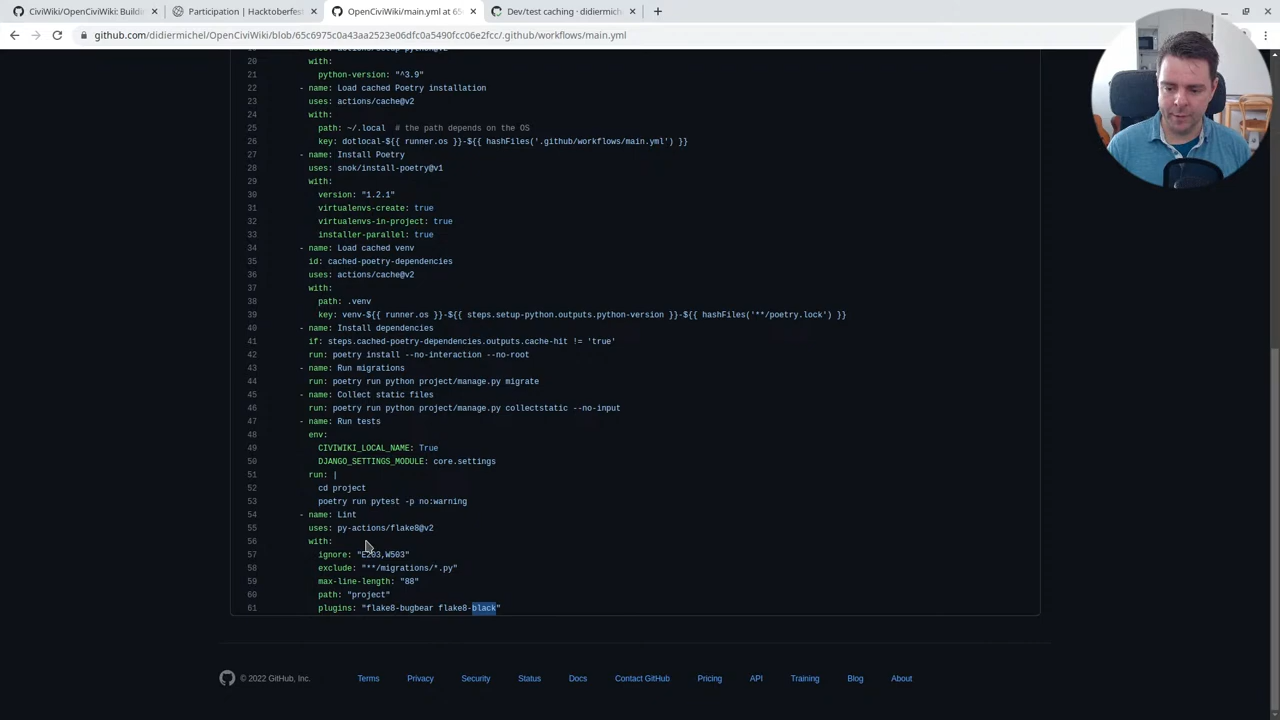 CiviWiki/OpenCiviWiki: Buildi
Participation | Hacktoberfes
OpenCiviWiki/main.yml at 65
Dev/test caching · didiermich
github.com/didiermichel/OpenCiviWiki/blob/65c6975c0a43aa2523e06dfc0a5490fcc06e2fcc/.github/workflows/main.yml
20 with:
21 python-version: "^3.9"
22 - name: Load cached Poetry installation
23 uses: actions/cache@v2
24 with:
25 path: ~/.local # the path depends on the OS
26 key: dotlocal-${{ runner.os }}-${{ hashFiles('.github/workflows/main.yml') }}
27 - name: Install Poetry
28 uses: snok/install-poetry@v1
29 with:
30 version: "1.2.1"
31 virtualenvs-create: true
32 virtualenvs-in-project: true
33 installer-parallel: true
34 - name: Load cached venv
35 id: cached-poetry-dependencies
36 uses: actions/cache@v2
37 with:
38 path: .venv
39 key: venv-${{ runner.os }}-${{ steps.setup-python.outputs.python-version }}-${{ hashFiles('**/poetry.lock') }}
40 - name: Install dependencies
41 if: steps.cached-poetry-dependencies.outputs.cache-hit != 'true'
42 run: poetry install --no-interaction --no-root
43 - name: Run migrations
44 run: poetry run python project/manage.py migrate
45 - name: Collect static files
46 run: poetry run python project/manage.py collectstatic --no-input
47 - name: Run tests
48 env:
49 CIVIWIKI_LOCAL_NAME: True
50 DJANGO_SETTINGS_MODULE: core.settings
51 run: |
52 cd project
53 poetry run pytest -p no:warning
54 - name: Lint
55 uses: py-actions/flake8@v2
56 with:
57 ignore: "E203,W503"
58 exclude: "**/migrations/*.py"
59 max-line-length: "88"
60 path: "project"
61 plugins: "flake8-bugbear flake8-black"
© 2022 GitHub, Inc. Terms Privacy Security Status Docs Contact GitHub Pricing API Training Blog About